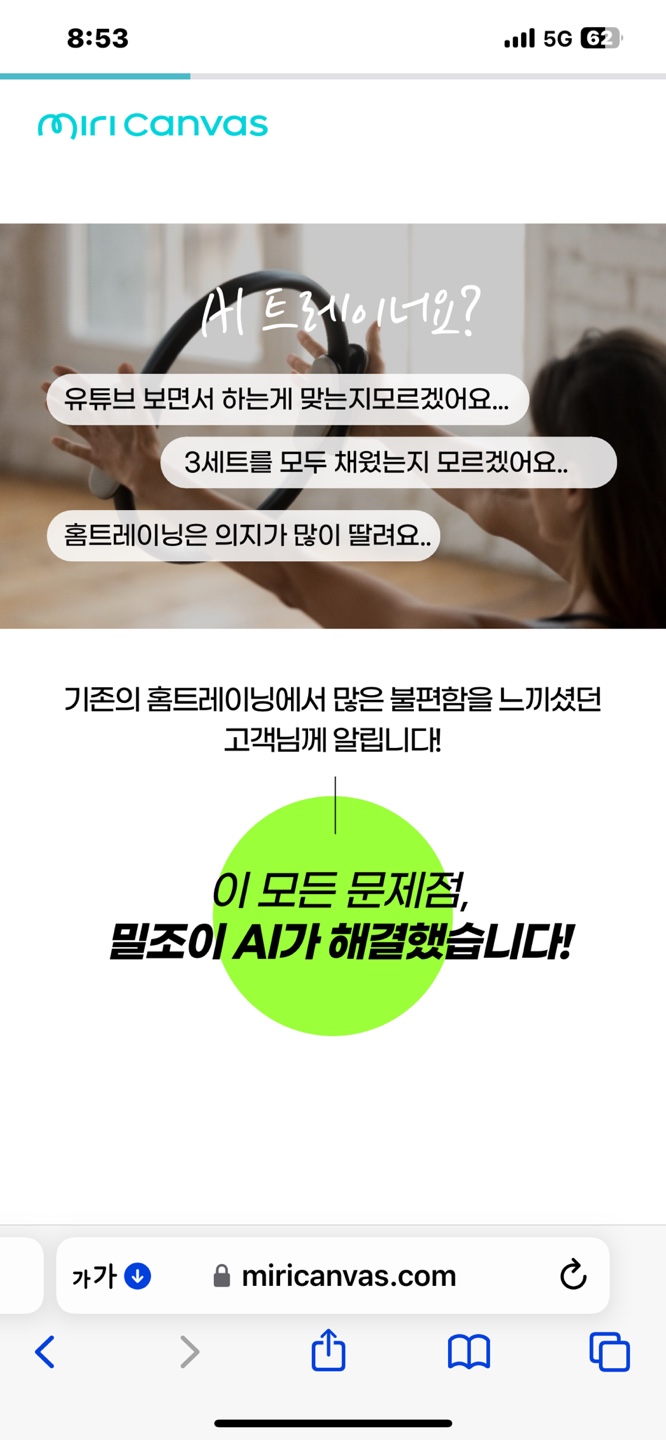 8:53
5G 62
miri canvas
AI 트레이너요?
유튜브 보면서 하는게 맞는지모르겠어요...
3세트를 모두 채웠는지 모르겠어요..
홈트레이닝은 의지가 많이 딸려요..
기존의 홈트레이닝에서 많은 불편함을 느끼셨던
고객님께 알립니다!
이 모든 문제점,
밀조이 AI가 해결했습니다!
가가 miricanvas.com